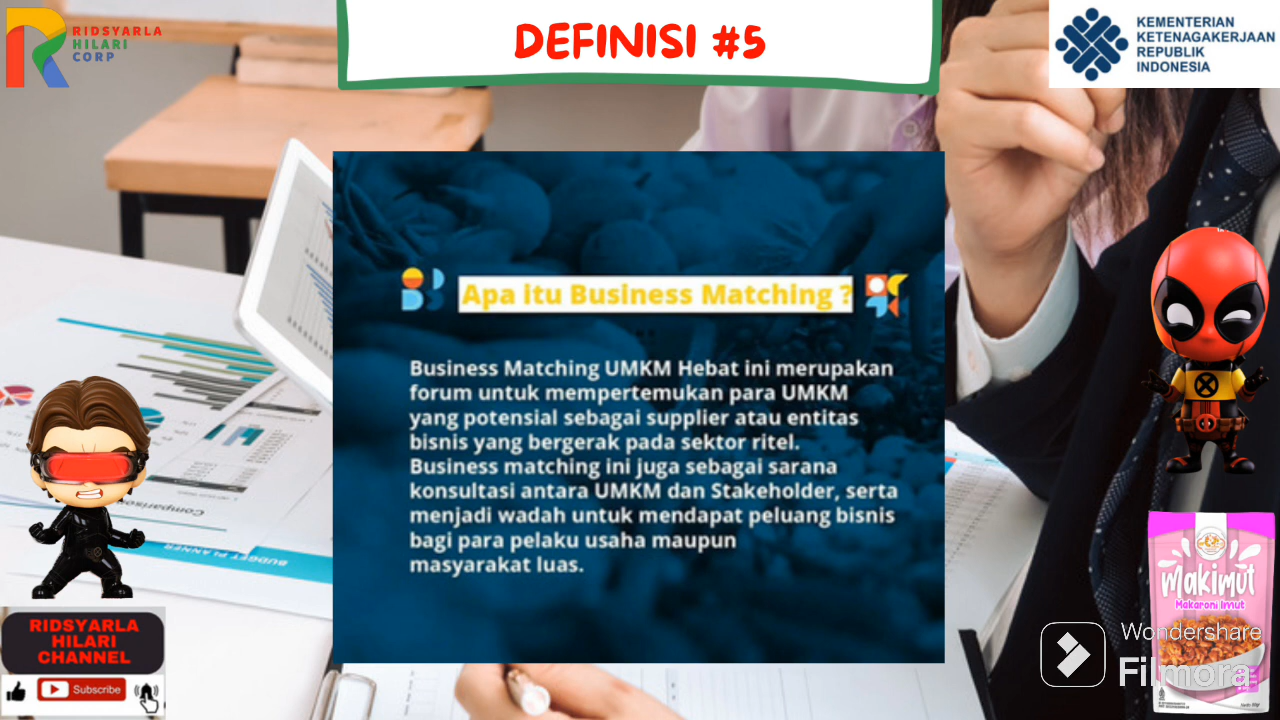 RIDSYARLA
HILARI
CORP
DEFINISI #5
KEMENTERIAN
KETENAGAKERJAAN
REPUBLIK
INDONESIA
Apa itu Business Matching ?
Business Matching UMKM Hebat ini merupakan
forum untuk mempertemukan para UMKM
yang potensial sebagai supplier atau entitas
bisnis yang bergerak pada sektor ritel.
Business matching ini juga sebagai sarana
konsultasi antara UMKM dan Stakeholder, serta
menjadi wadah untuk mendapat peluang bisnis
bagi para pelaku usaha maupun
masyarakat luas.
Comparison
BUDGET PLANNER
RIDSYARLA
HILARI
CHANNEL
Subscribe
makimut
Makaroni Imut
Wondershare
Filmora